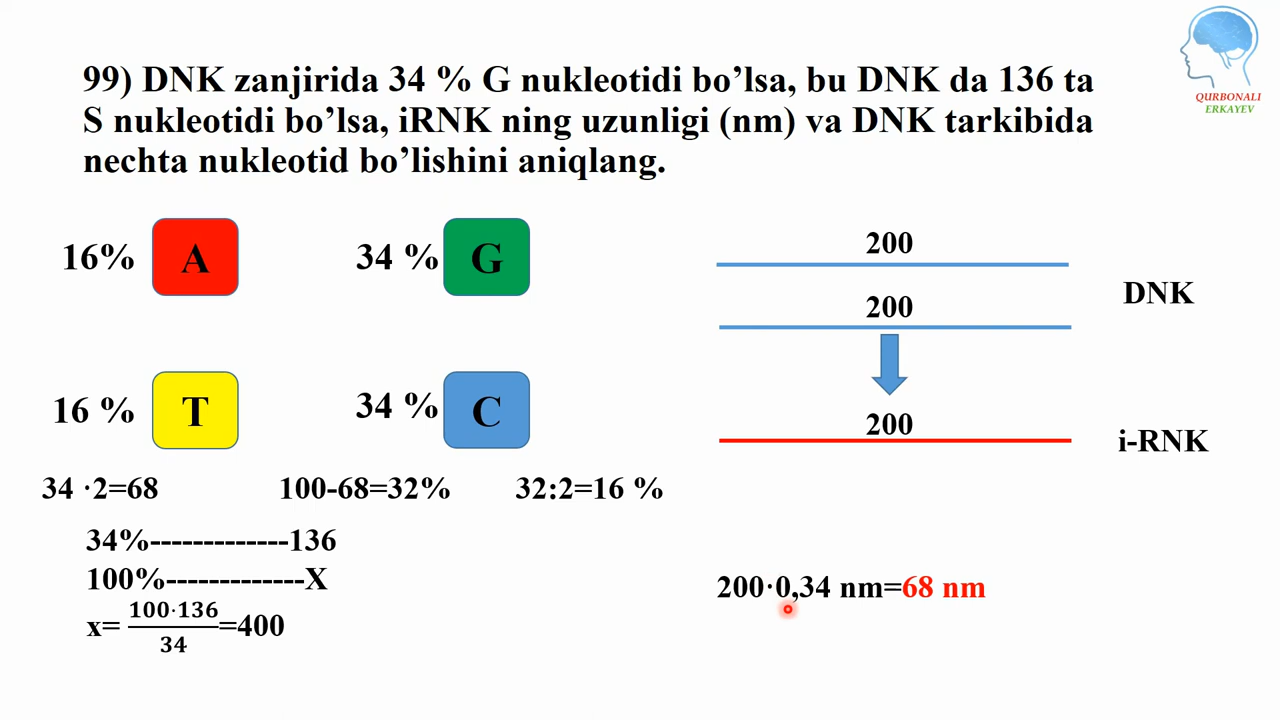 QURBONALI
ERKAYEV
99) DNK zanjirida 34 % G nukleotidi bo’lsa, bu DNK da 136 ta
S nukleotidi bo’lsa, iRNK ning uzunligi (nm) va DNK tarkibida
nechta nukleotid bo’lishini aniqlang.
16% A 34 % G
16 % T 34 % C
34 ·2=68 100-68=32% 32:2=16 %
34%-------------136
100%-------------X
x= 100·136/34 =400
200
200
DNK
200
i-RNK
200·0,34 nm=68 nm